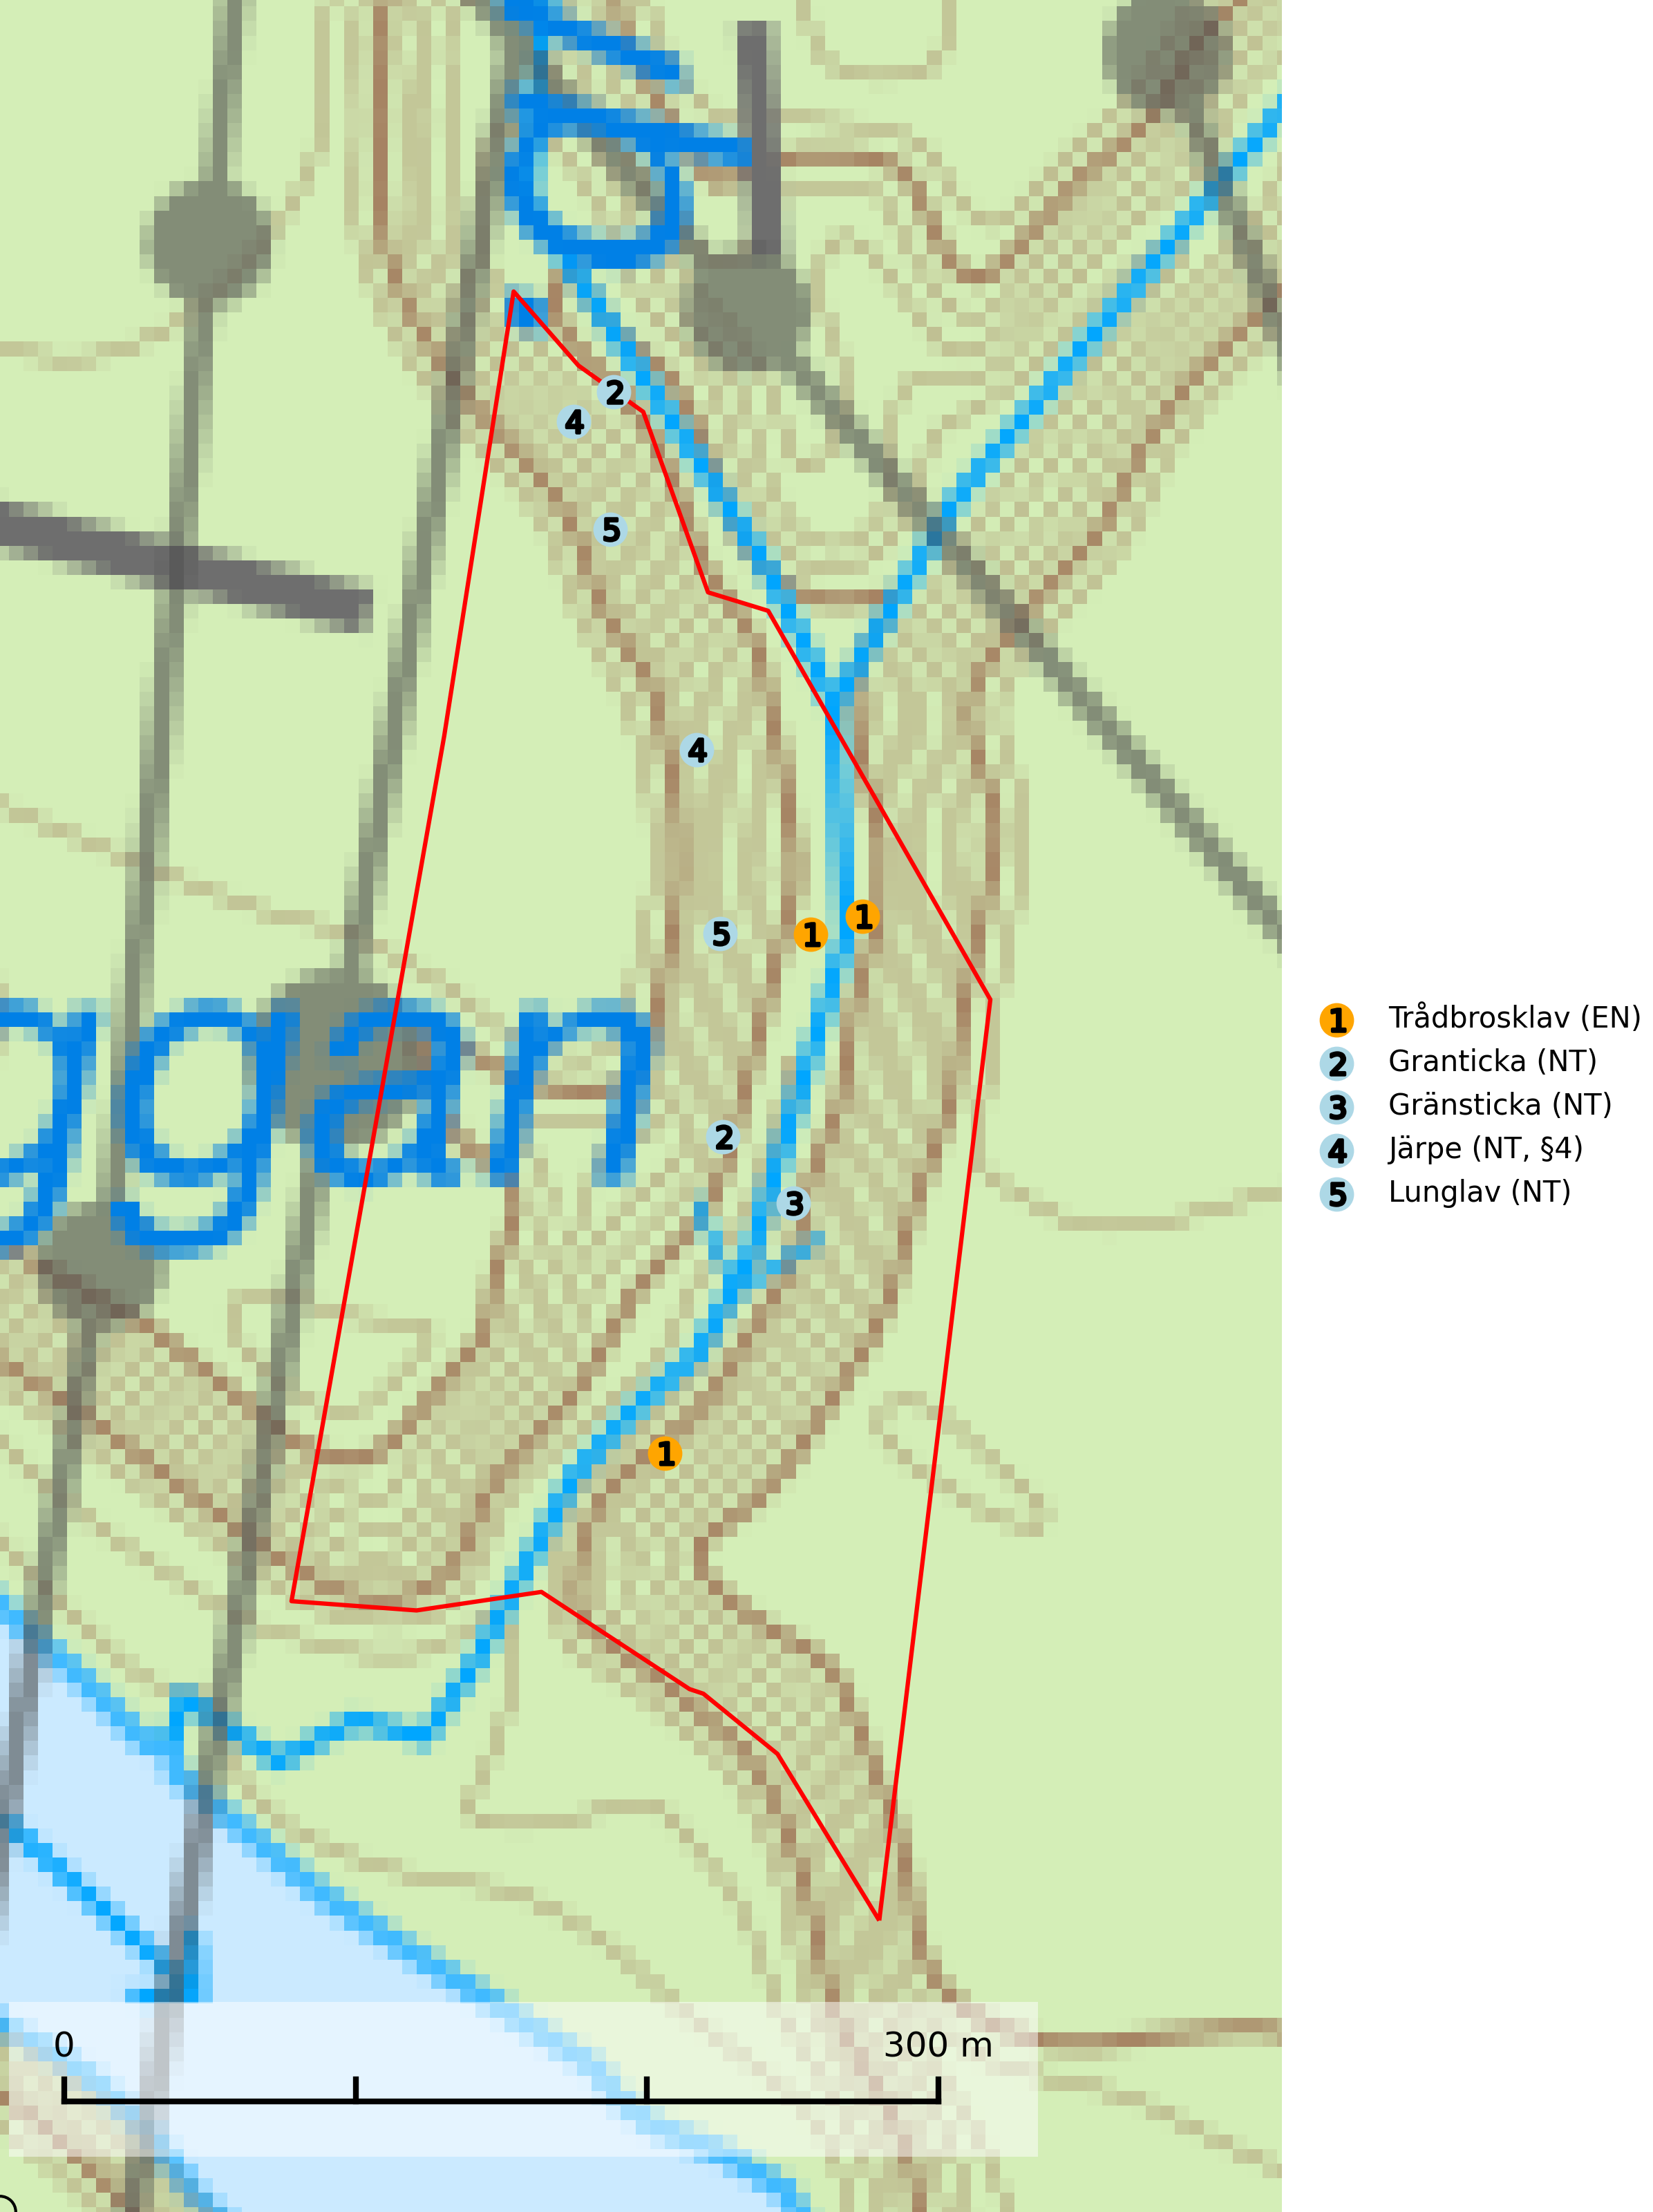 2
4
5
4
5
1
1
ggan
2
3
1
0 300 m
1 Trådbrosklav (EN)
2 Granticka (NT)
3 Gränsticka (NT)
4 Järpe (NT, §4)
5 Lunglav (NT)